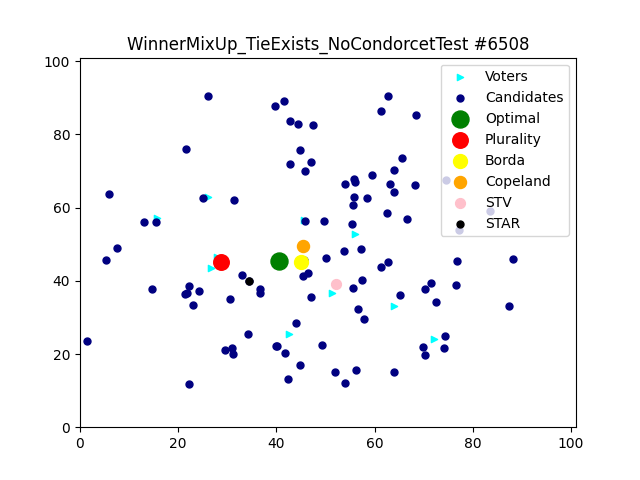 WinnerMixUp_TieExists_NoCondorcetTest #6508
100
80
60
40
20
0
0
20
40
60
80
100
Voters
Candidates
Optimal
Plurality
Borda
Copeland
STV
STAR